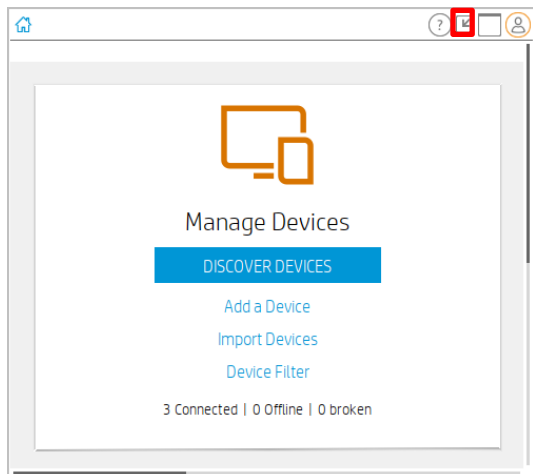 ?
Manage Devices
DISCOVER DEVICES
Add a Device
Import Devices
Device Filter
3 Connected | 0 Offline | 0 broken